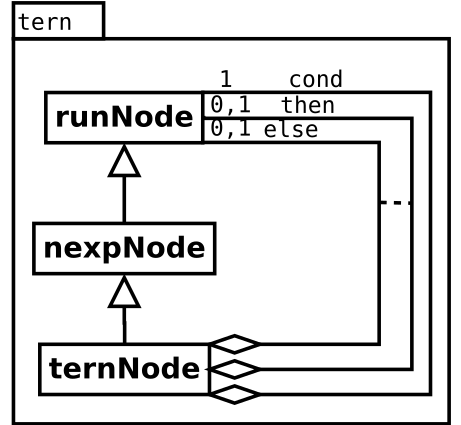 tern
1 cond
runNode 0,1 then
0,1 else
nexpNode
ternNode